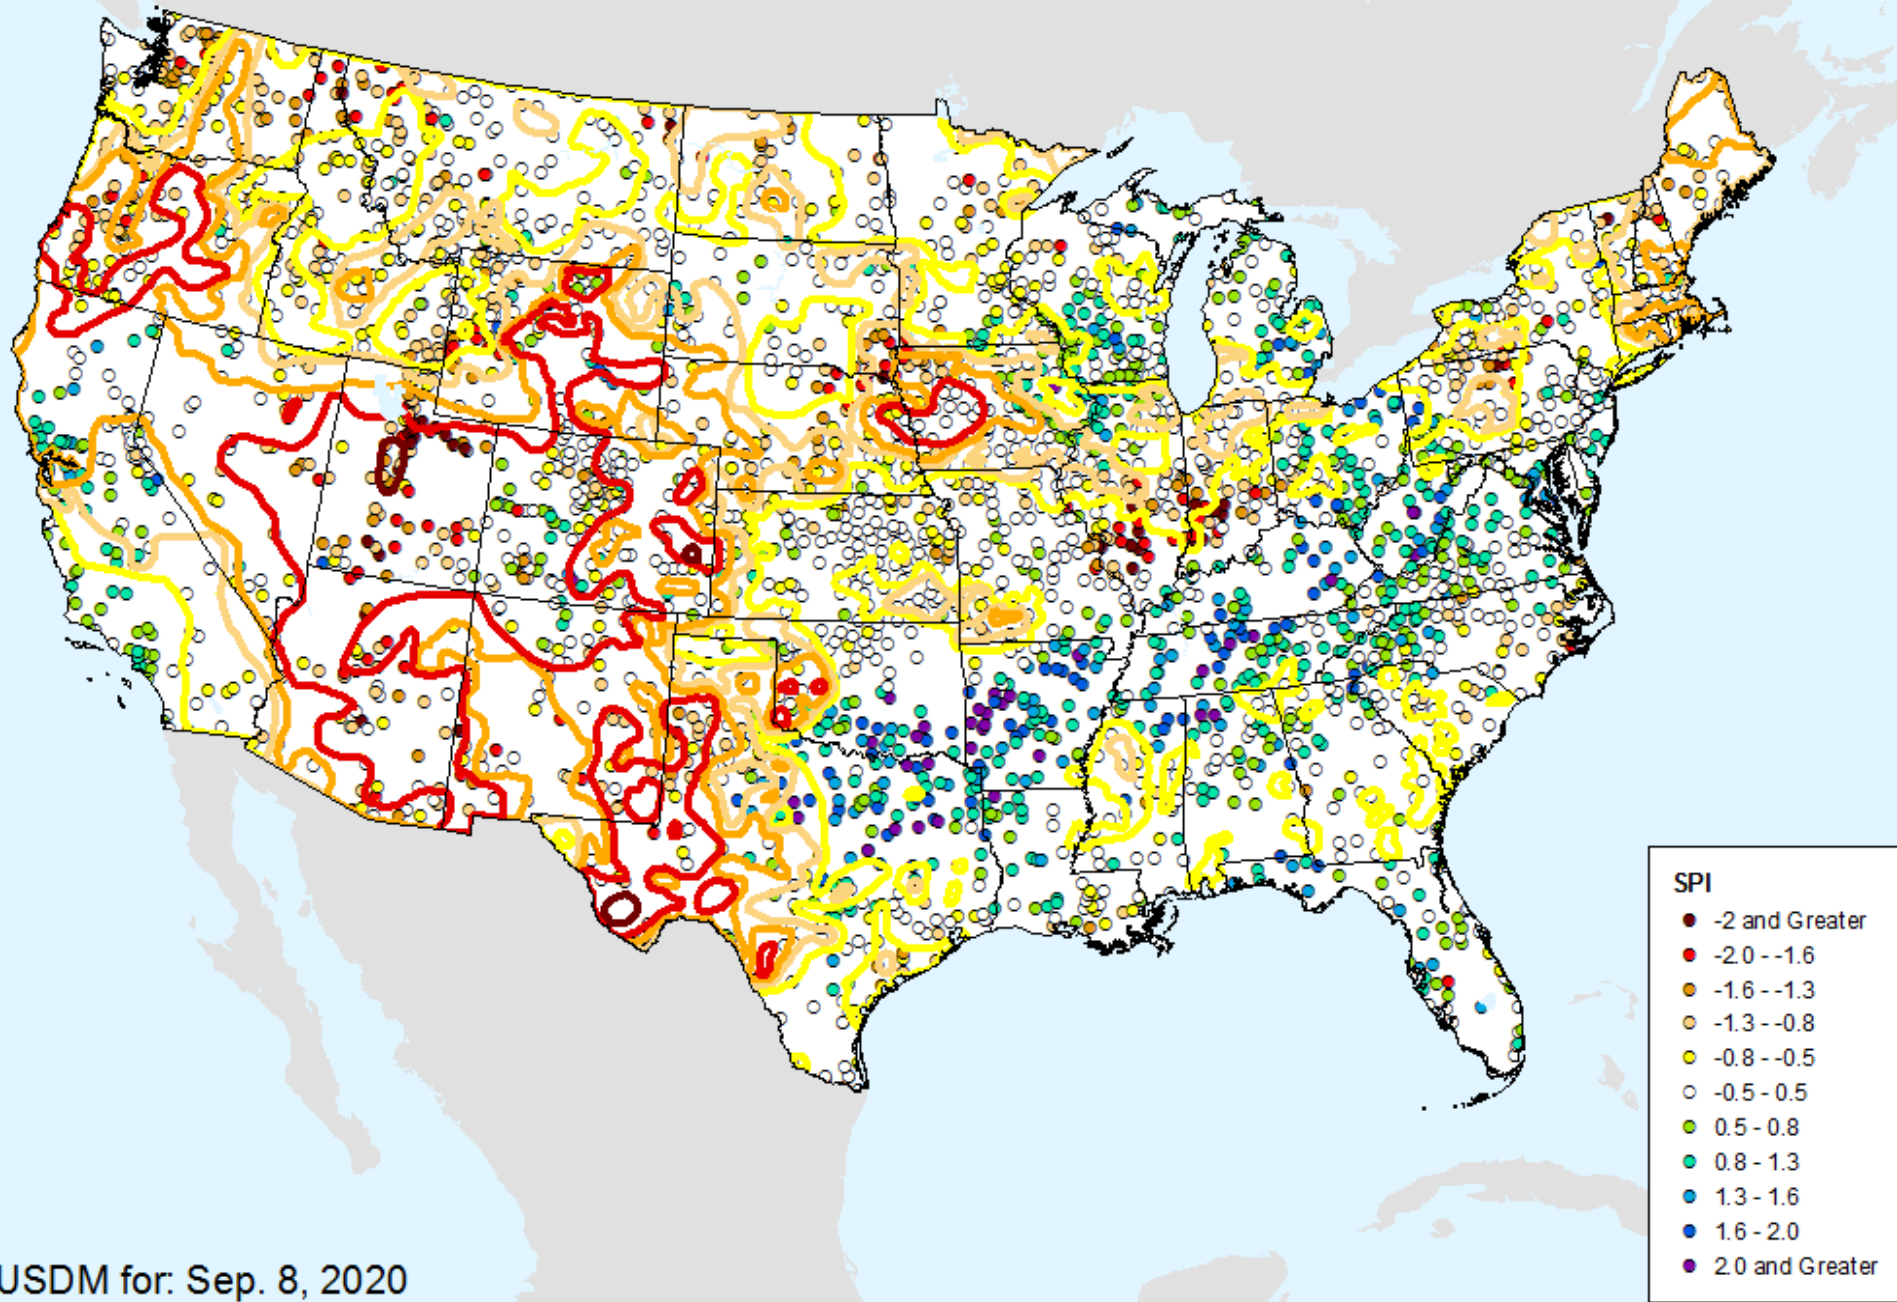 SPI
-2 and Greater
-2.0 - -1.6
-1.6 - -1.3
-1.3 - -0.8
-0.8 - -0.5
-0.5 - 0.5
0.5 - 0.8
0.8 - 1.3
1.3 - 1.6
1.6 - 2.0
2.0 and Greater
USDM for: Sep. 8, 2020